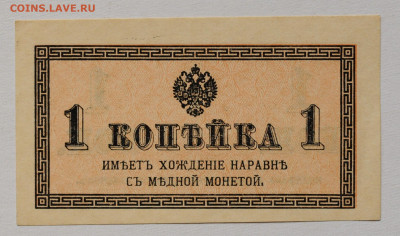 COINS.LAVE.RU
1 КОПѢЙКА 1
ИМѢЕТЪ ХОЖДЕНІЕ НАРАВНѢ
СЪ МѢДНОЙ МОНЕТОЙ.